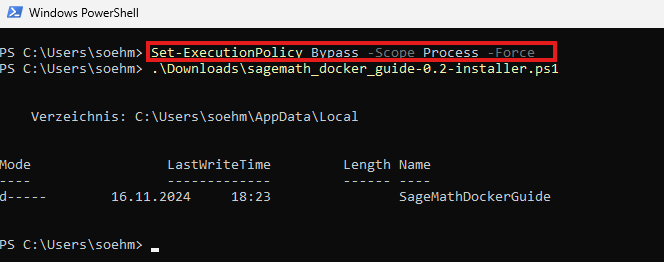 Windows PowerShell
PS C:\Users\soehm> Set-ExecutionPolicy Bypass -Scope Process -Force
PS C:\Users\soehm> .\Downloads\sagemath_docker_guide-0.2-installer.ps1
Verzeichnis: C:\Users\soehm\AppData\Local
Mode LastWriteTime Length Name
---- ------------- ------ ----
d----- 16.11.2024 18:23 SageMathDockerGuide
PS C:\Users\soehm>